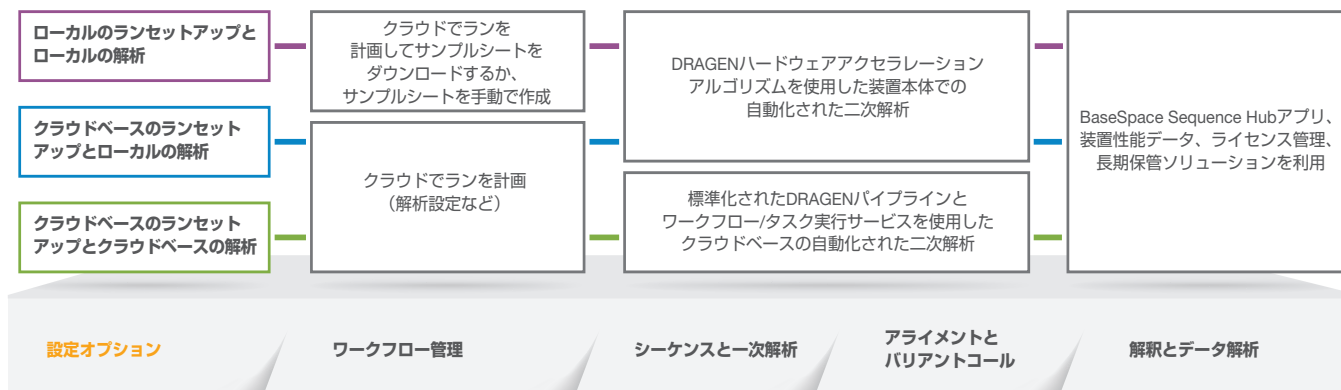 ローカルのランセットアップと
ローカルの解析
クラウドベースのランセット
アップとローカルの解析
クラウドベースのランセット
アップとクラウドベースの解析
クラウドでランを
計画してサンプルシートを
ダウンロードするか、
サンプルシートを手動で作成
クラウドでランを計画
（解析設定など）
DRAGENハードウェアアクセラレーション
アルゴリズムを使用した装置本体での
自動化された二次解析
標準化されたDRAGENパイプラインと
ワークフロー/タスク実行サービスを使用した
クラウドベースの自動化された二次解析
BaseSpace Sequence Hubアプリ、
装置性能データ、ライセンス管理、
長期保管ソリューションを利用
設定オプション
ワークフロー管理
シーケンスと一次解析
アライメントと
バリアントコール
解釈とデータ解析